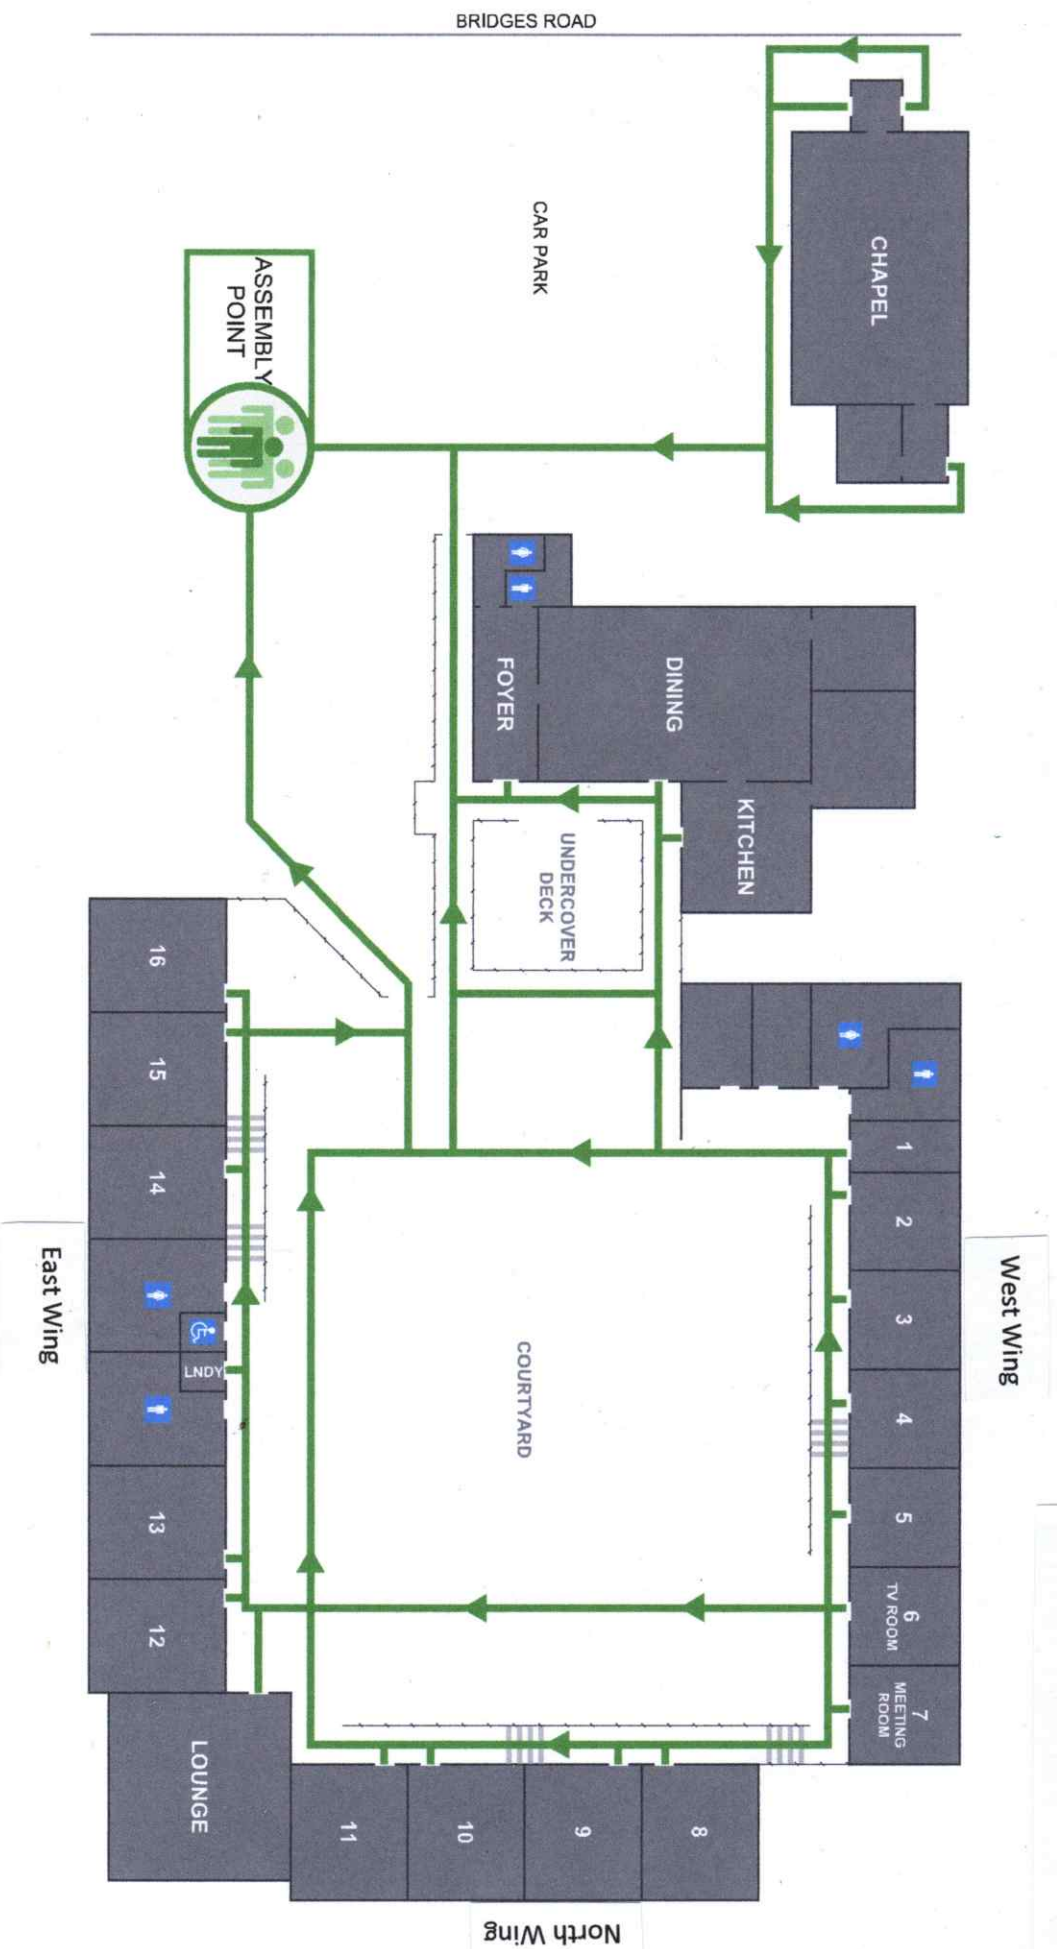 BRIDGES ROAD
CAR PARK
CHAPEL
ASSEMBLY
POINT
FOYER
DINING
KITCHEN
UNDERCOVER
DECK
16
15
14
LNDY
13
12
LOUNGE
East Wing
COURTYARD
1
2
3
4
5
6
TV ROOM
7
MEETING
ROOM
West Wing
11
10
9
8
North Wing